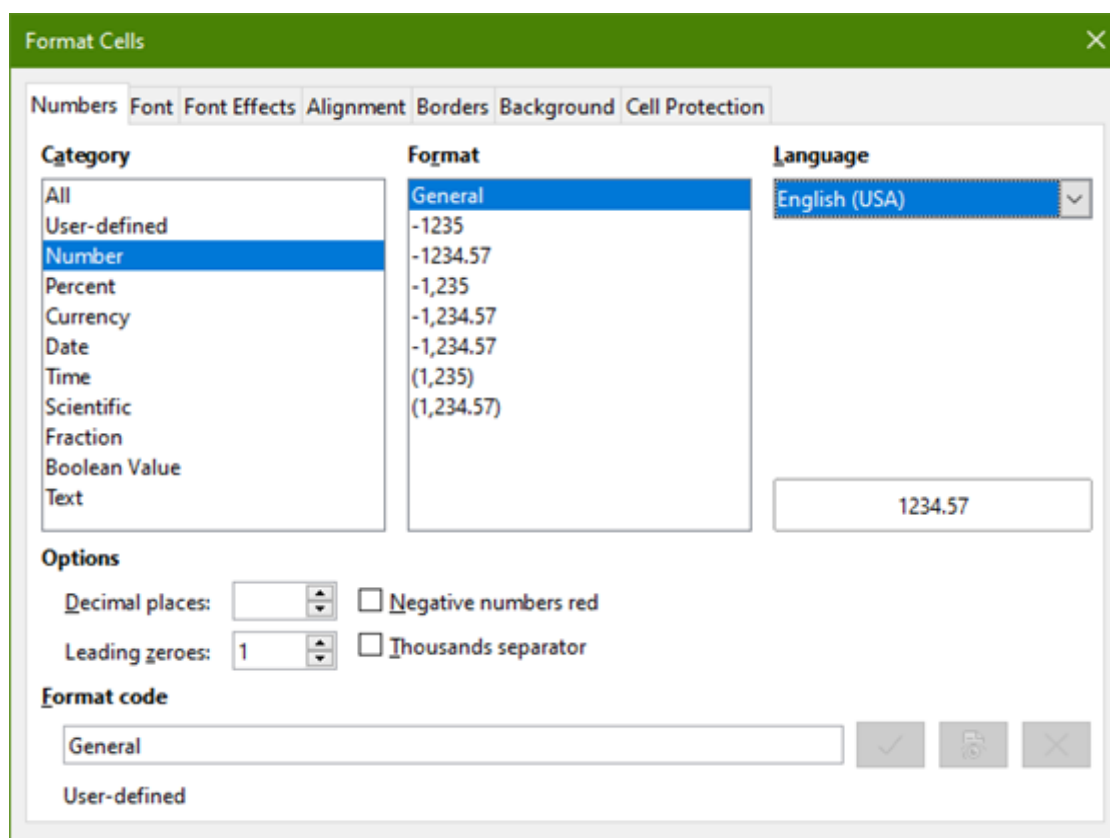 Format Cells
Numbers Font Font Effects Alignment Borders Background Cell Protection
Category
All
User-defined
Number
Percent
Currency
Date
Time
Scientific
Fraction
Boolean Value
Text
Format
General
-1235
-1234.57
-1,235
-1,234.57
-1,234.57
(1,235)
(1,234.57)
Language
English (USA)
1234.57
Options
Decimal places:
Negative numbers red
Leading zeroes: 1
Thousands separator
Format code
General
User-defined